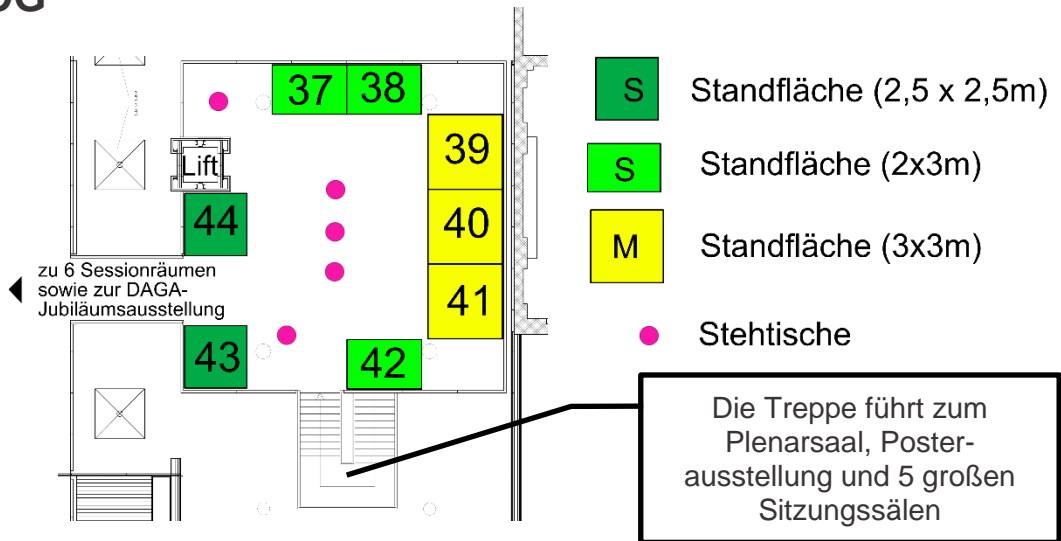 OG
37 38
39
Lift
44
40
zu 6 Sessionräumen
sowie zur DAGA-
Jubiläumsausstellung
41
43
42
S Standfläche (2,5 x 2,5m)
S Standfläche (2x3m)
M Standfläche (3x3m)
Stehtische
Die Treppe führt zum
Plenarsaal, Poster-
ausstellung und 5 großen
Sitzungssälen